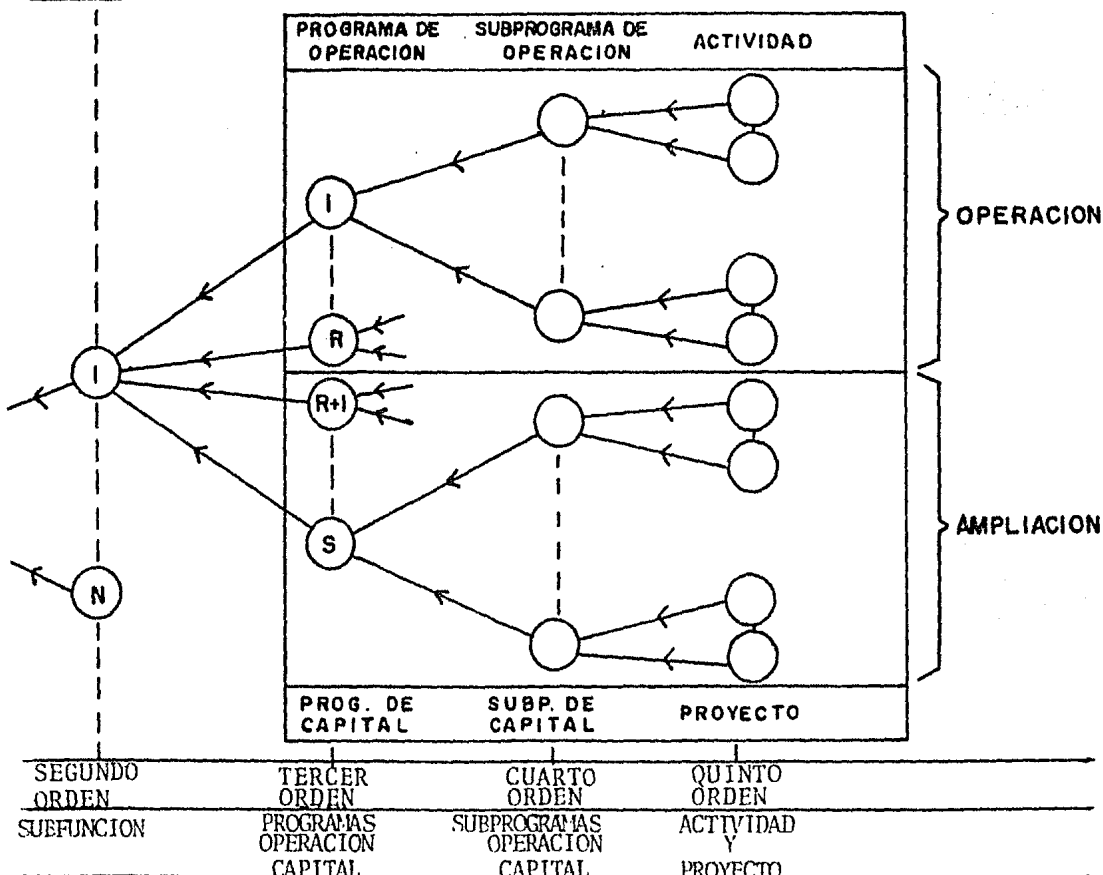 PROGRAMA DE OPERACION
SUBPROGRAMA DE OPERACION
ACTIVIDAD
I
R
R+I
S
I
N
OPERACION
AMPLIACION
PROG. DE CAPITAL
SUBP. DE CAPITAL
PROYECTO
SEGUNDO ORDEN
TERCER ORDEN
CUARTO ORDEN
QUINTO ORDEN
SUBFUNCION
PROGRAMAS OPERACION CAPITAL
SUBPROGRAMAS OPERACION CAPITAL
ACTIVIDAD Y PROYECTO